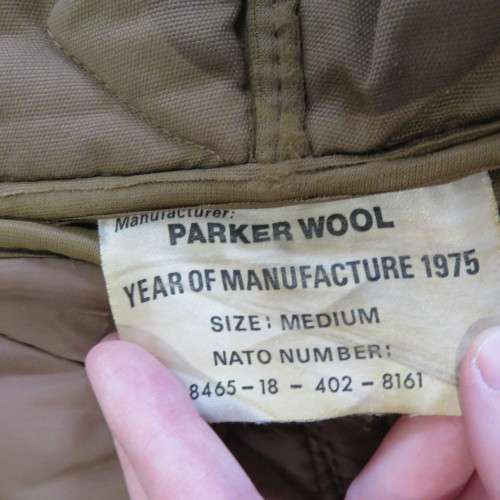 Manufacturer:
PARKER WOOL
YEAR OF MANUFACTURE 1975
SIZE: MEDIUM
NATO NUMBER:
8465-18 - 402-8161